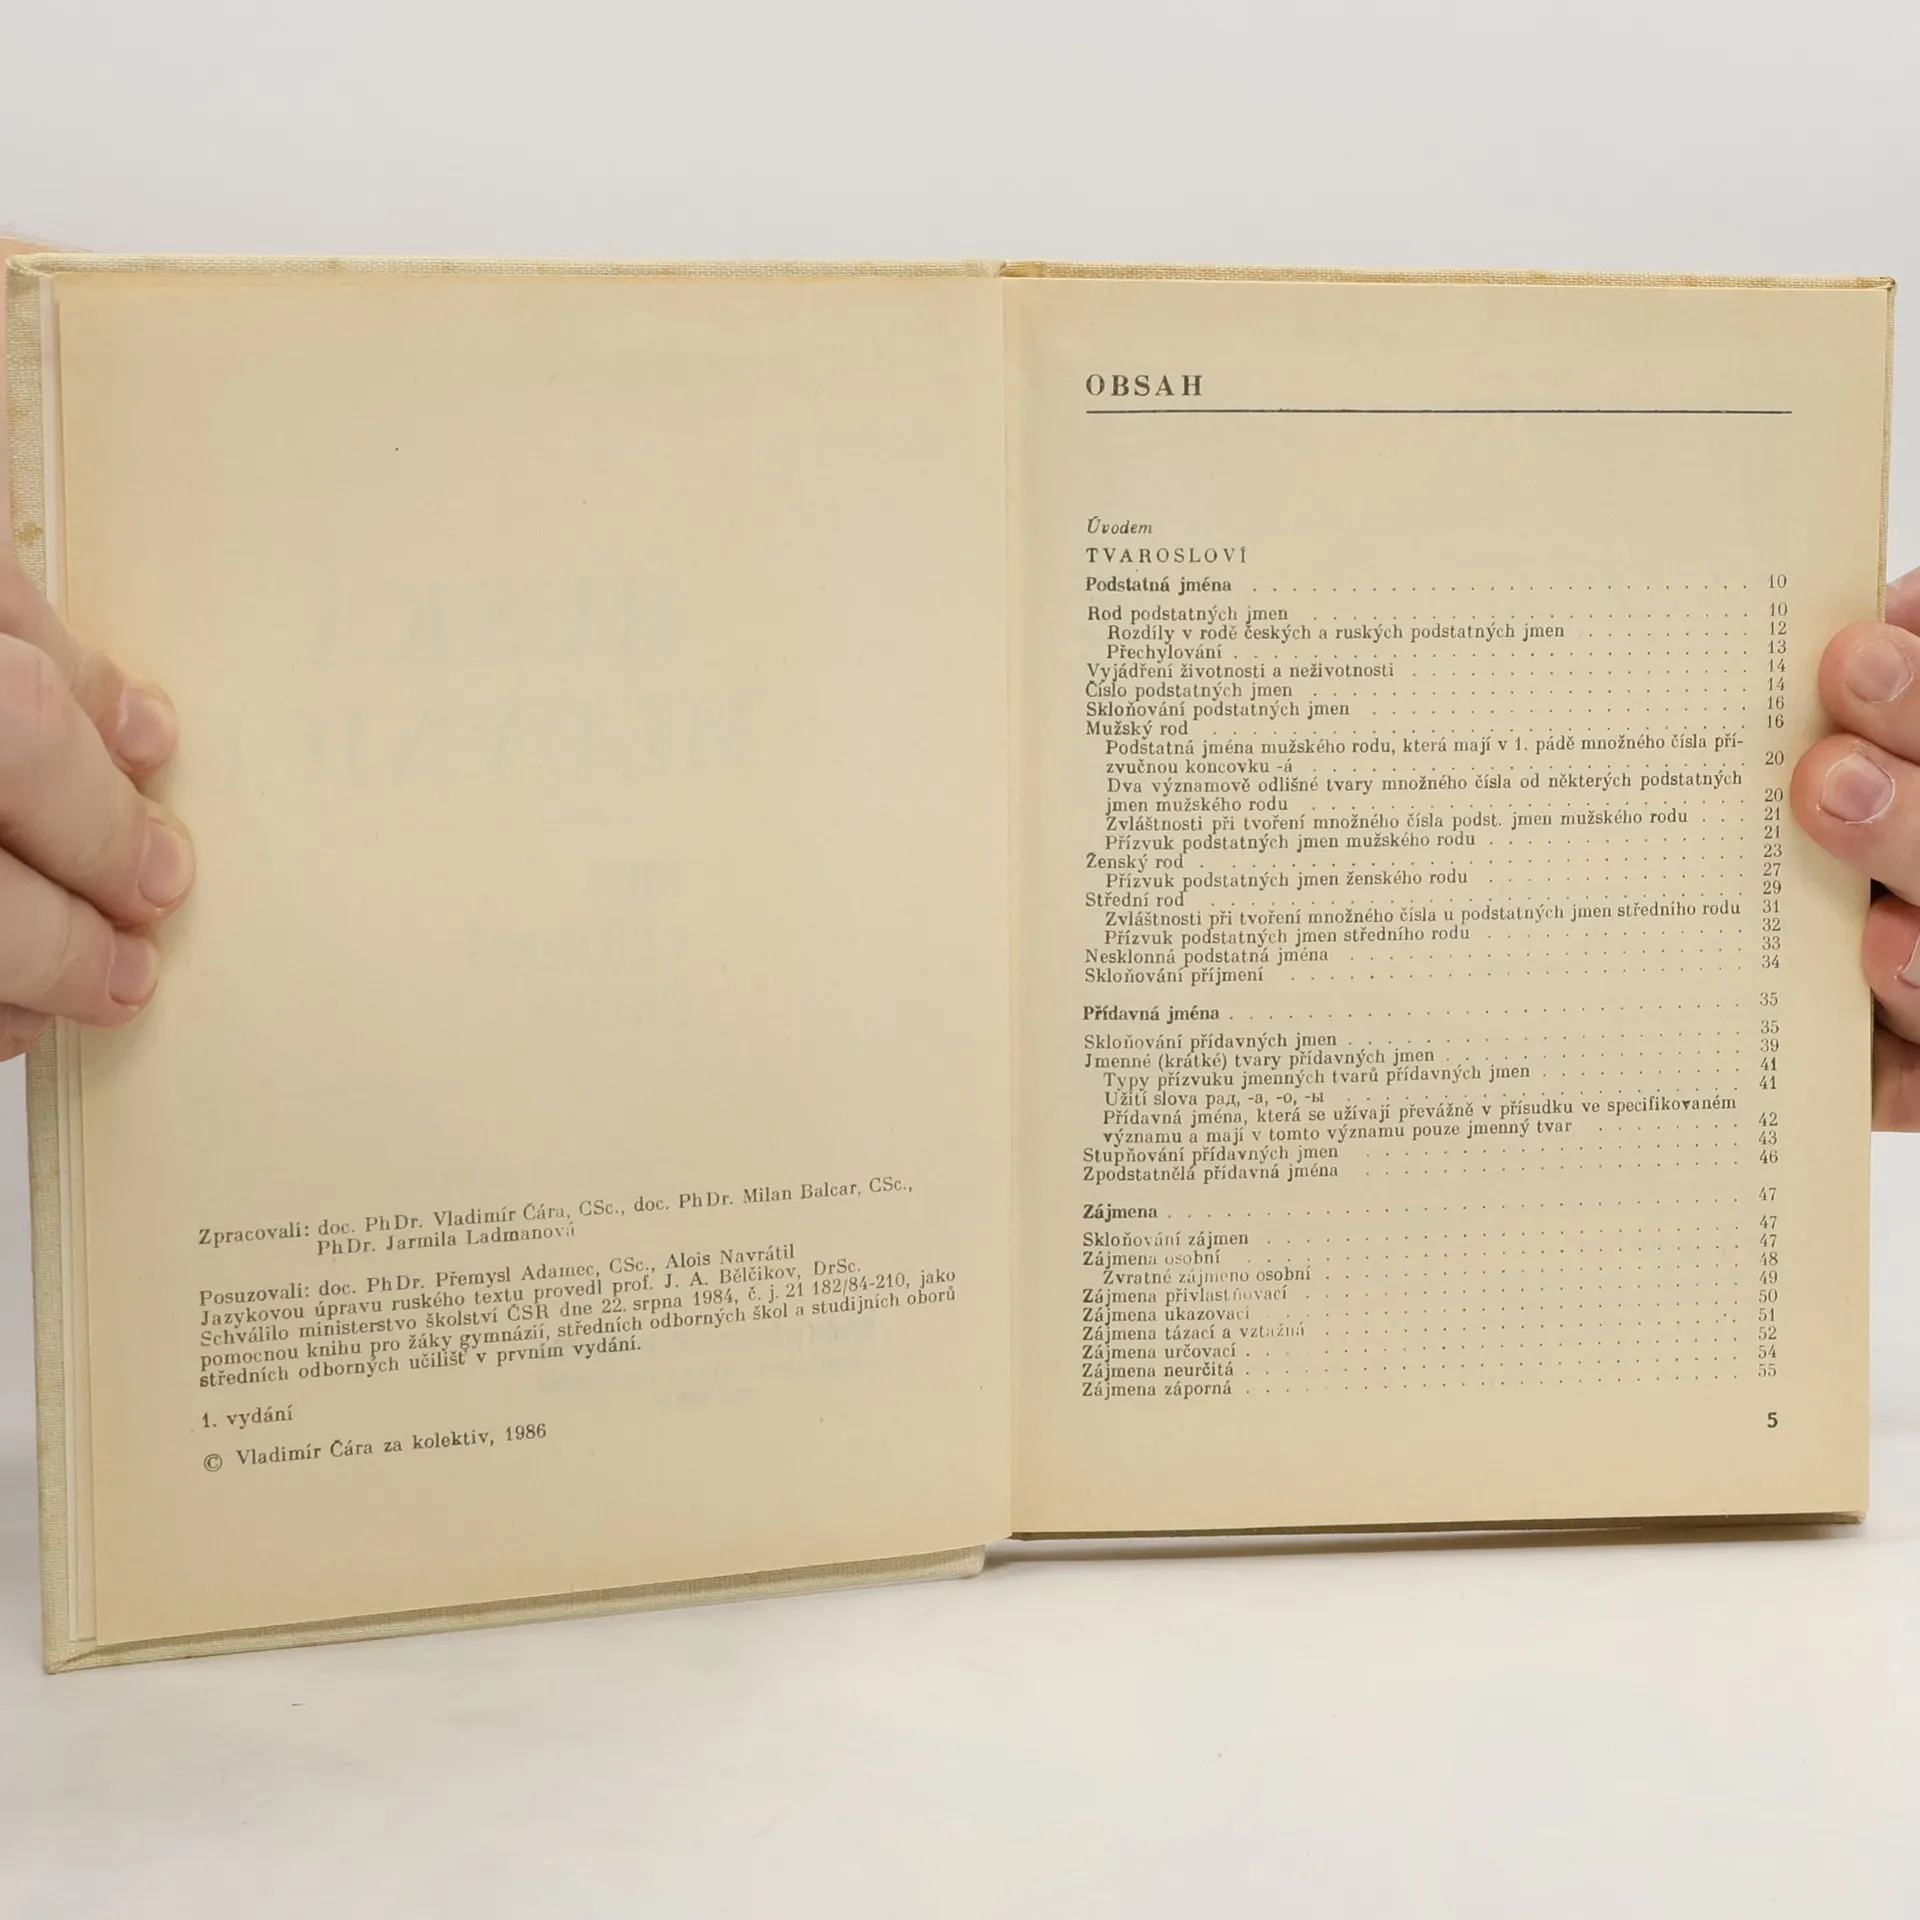 Zpracovali: doc. PhDr. Vladimír Čára, CSc., doc. PhDr. Milan Balcar, CSc.,
PhDr. Jarmila Ladmanová
Posuzovali: doc. PhDr. Přemysl Adamec, CSc., Alois Navrátil
Jazykovou úpravu ruského textu provedl prof. J. A. Bělčikov, DrSc.
Schválilo ministerstvo školství ČSR dne 22. srpna 1984, č. j. 21 182/84-210, jako
pomocnou knihu pro žáky gymnázií, středních odborných škol a studijních oborů
středních odborných učilišť v prvním vydání.
1. vydání
© Vladimír Čára za kolektiv, 1986
OBSAH
Úvodem
TVAROSLOVÍ
Podstatná jména . . . . . . . . . . 10
Rod podstatných jmen . . . . . . . . . . 10
Rozdíly v rodě českých a ruských podstatných jmen . . . . . . . . . 12
Přechylování . . . . . . . . . . 13
Vyjádření životnosti a neživotnosti . . . . . . . . . . 14
Číslo podstatných jmen . . . . . . . . . . 14
Skloňování podstatných jmen . . . . . . . . . . 16
Mužský rod . . . . . . . . . . 16
Podstatná jména mužského rodu, která mají v 1. pádě množného čísla pří-
zvučnou koncovku -á . . . . . . . . . . 20
Dva významově odlišné tvary množného čísla od některých podstatných
jmen mužského rodu . . . . . . . . . . 20
Zvláštnosti při tvoření množného čísla podst. jmen mužského rodu . . . 21
Přízvuk podstatných jmen mužského rodu . . . . . . . . . . 21
Ženský rod . . . . . . . . . . 23
Přízvuk podstatných jmen ženského rodu . . . . . . . . . . 27
Střední rod . . . . . . . . . . 29
Zvláštnosti při tvoření množného čísla u podstatných jmen středního rodu 31
Přízvuk podstatných jmen středního rodu . . . . . . . . . . 32
Nesklonná podstatná jména . . . . . . . . . . 33
Skloňování příjmení . . . . . . . . . . 34
Přídavná jména . . . . . . . . . . 35
Skloňování přídavných jmen . . . . . . . . . . 35
Jmenné (krátké) tvary přídavných jmen . . . . . . . . . . 39
Typy přízvuku jmenných tvarů přídavných jmen . . . . . . . . . . 41
Užití slova рад, -а, -о, -ы . . . . . . . . . . 41
Přídavná jména, která se užívají převážně v přísudku ve specifikovaném
významu a mají v tomto významu pouze jmenný tvar . . . . . . . . 42
Stupňování přídavných jmen . . . . . . . . . . 43
Zpodstatnělá přídavná jména . . . . . . . . . . 46
Zájmena . . . . . . . . . . 47
Skloňování zájmen . . . . . . . . . . 47
Zájmena osobní . . . . . . . . . . 47
Zvratné zájmeno osobní . . . . . . . . . . 48
Zájmena přivlastňovací . . . . . . . . . . 49
Zájmena ukazovací . . . . . . . . . . 50
Zájmena tázací a vztažná . . . . . . . . . . 51
Zájmena určovací . . . . . . . . . . 52
Zájmena neurčitá . . . . . . . . . . 54
Zájmena záporná . . . . . . . . . . 55
5